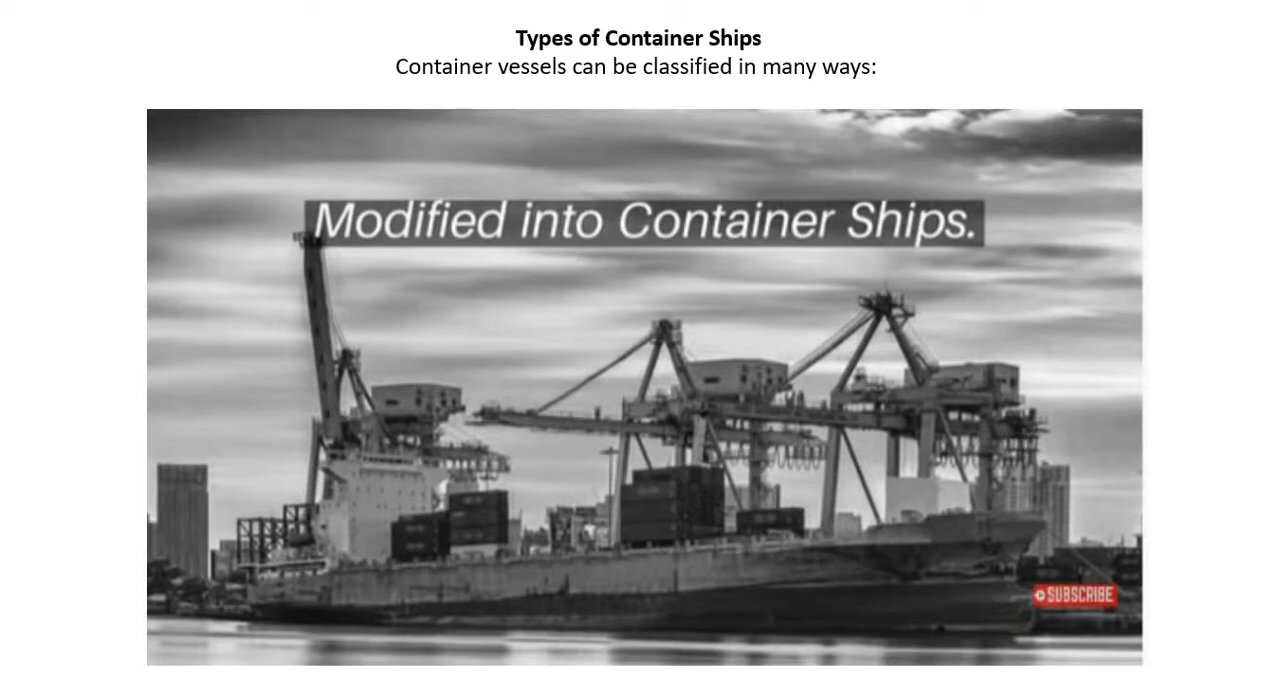 Types of Container Ships
Container vessels can be classified in many ways:
Modified into Container Ships.
SUBSCRIBE